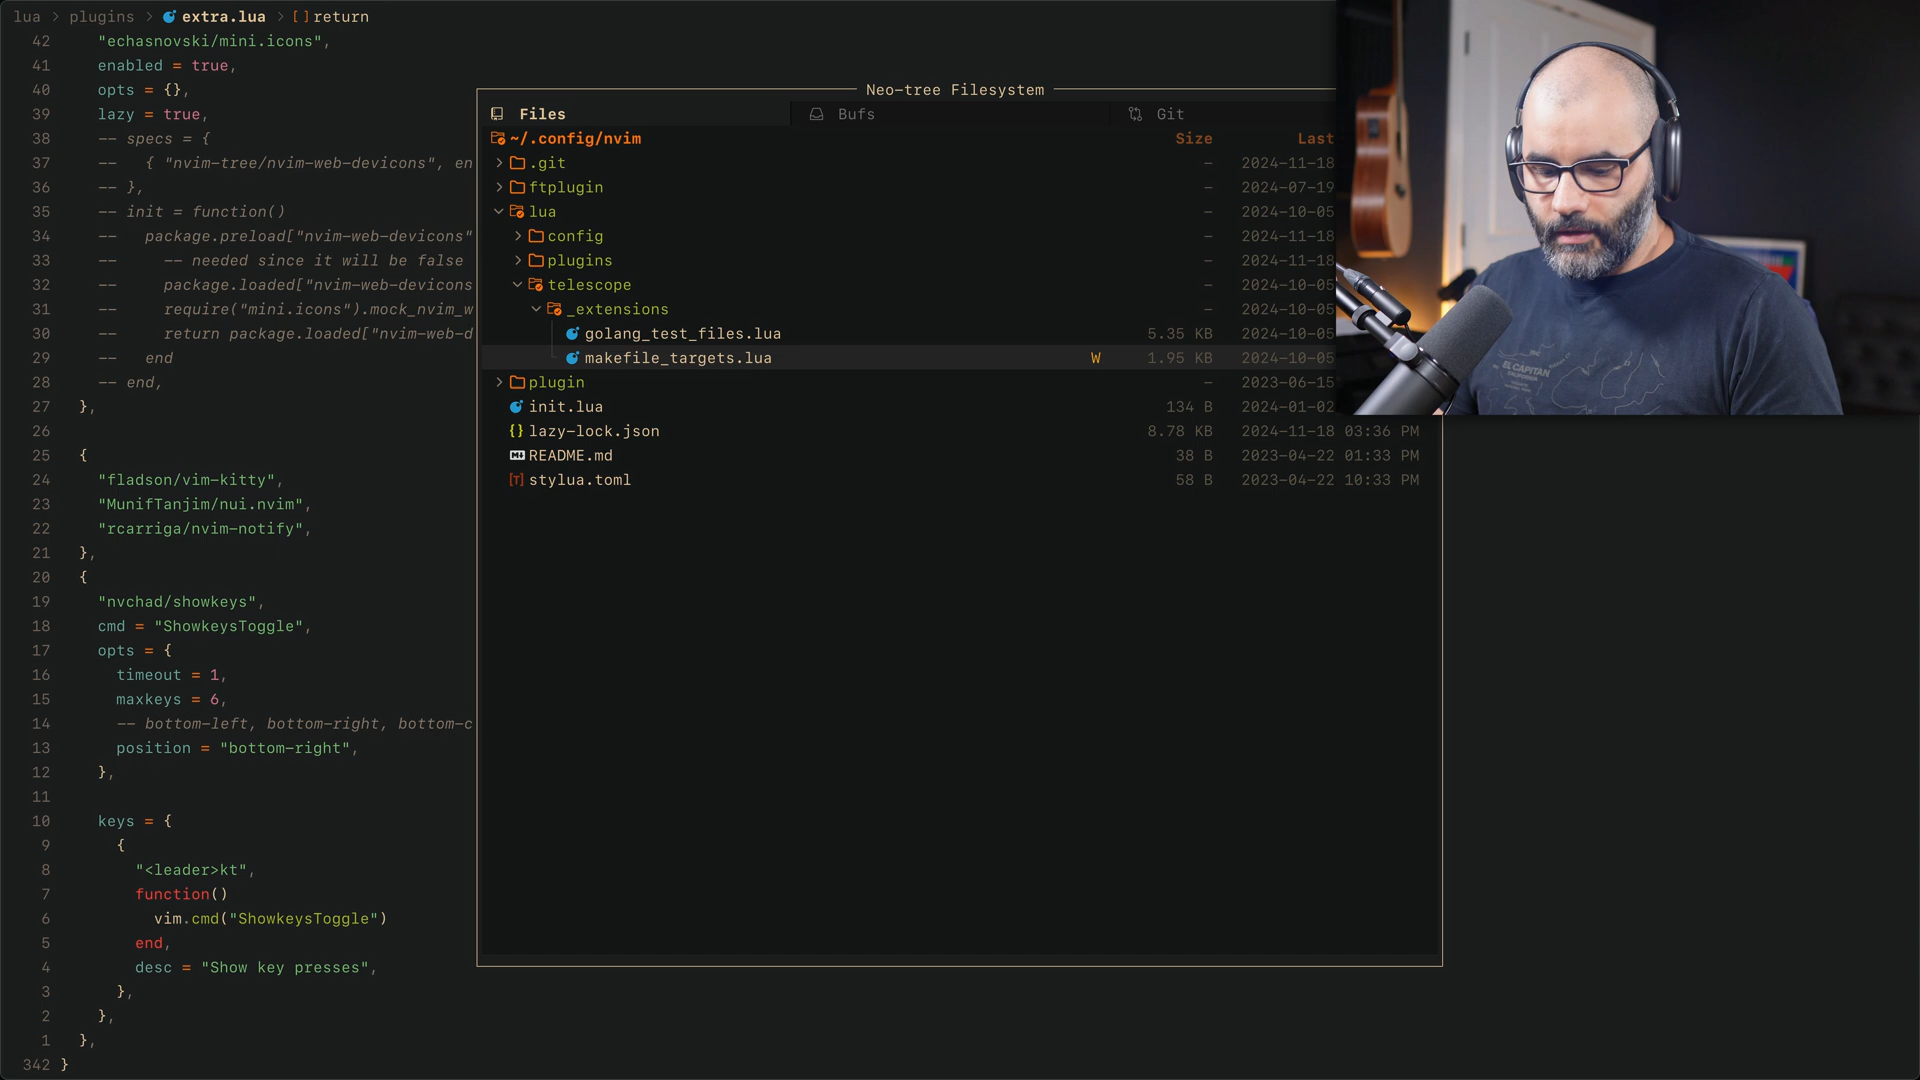 lua > plugins > extra.lua > []return
42 "echasnovski/mini.icons",
41 enabled = true,
40 opts = {},
39 lazy = true,
38 -- specs = {
37 -- { "nvim-tree/nvim-web-devicons", en
36 -- },
35 -- init = function()
34 -- package.preload["nvim-web-devicons"
33 -- -- needed since it will be false
32 -- package.loaded["nvim-web-devicons
31 -- require("mini.icons").mock_nvim_w
30 -- return package.loaded["nvim-web-d
29 -- end
28 -- end,
27 },
26
25 {
24 "fladson/vim-kitty",
23 "MunifTanjim/nui.nvim",
22 "rcarriga/nvim-notify",
21 },
20 {
19 "nvchad/showkeys",
18 cmd = "ShowkeysToggle",
17 opts = {
16 timeout = 1,
15 maxkeys = 6,
14 -- bottom-left, bottom-right, bottom-c
13 position = "bottom-right",
12 },
11
10 keys = {
9 {
8 "<leader>kt",
7 function()
6 vim.cmd("ShowkeysToggle")
5 end,
4 desc = "Show key presses",
3 },
2 },
1 },
342 }
Neo-tree Filesystem
Files Bufs Git
~/.config/nvim Size Last
> .git – 2024-11-18
> ftplugin – 2024-07-19
lua – 2024-10-05
> config – 2024-11-18
> plugins – 2024-11-18
telescope – 2024-10-05
_extensions – 2024-10-05
golang_test_files.lua 5.35 KB 2024-10-05
makefile_targets.lua W 1.95 KB 2024-10-05
> plugin – 2023-06-15
init.lua 134 B 2024-01-02
{} lazy-lock.json 8.78 KB 2024-11-18 03:36 PM
README.md 38 B 2023-04-22 01:33 PM
[T] stylua.toml 58 B 2023-04-22 10:33 PM
EL CAPITAN
CALIFORNIA